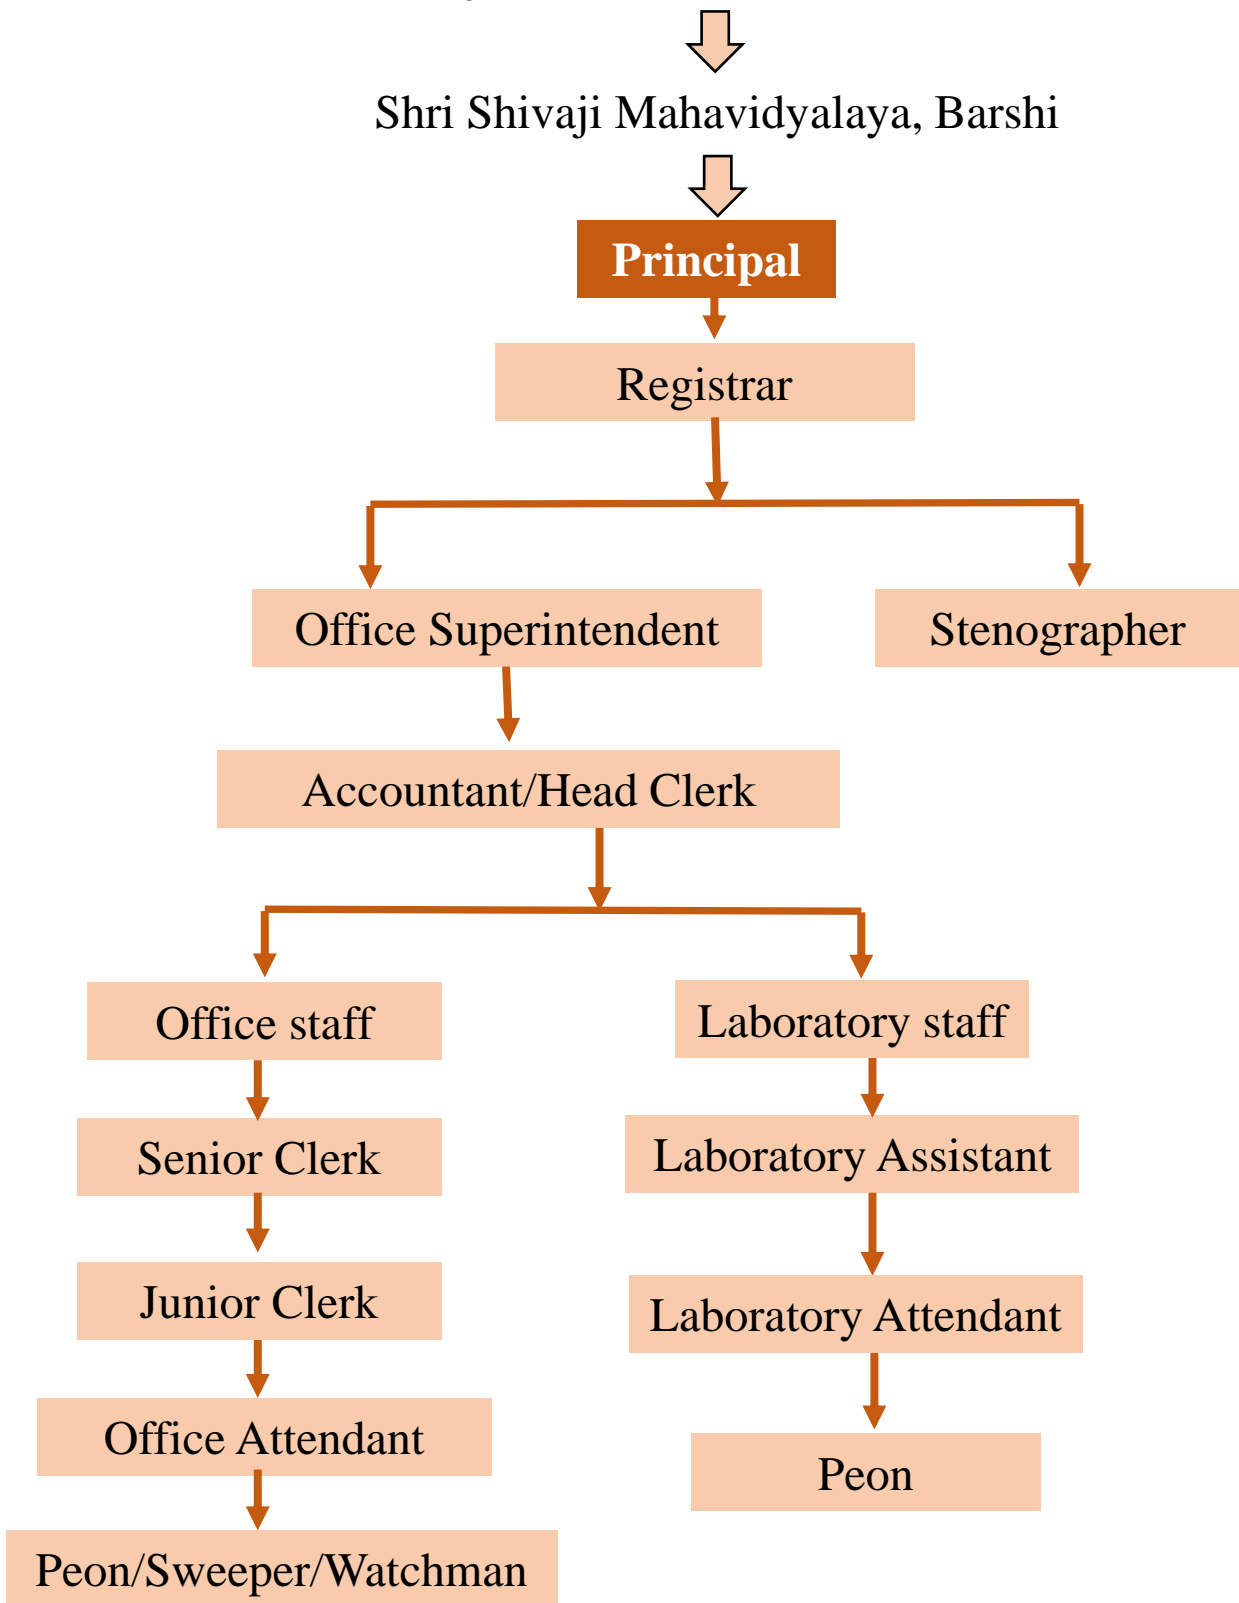 Shri Shivaji Mahavidyalaya, Barshi
Principal
Registrar
Office Superintendent
Stenographer
Accountant/Head Clerk
Office staff
Laboratory staff
Senior Clerk
Laboratory Assistant
Junior Clerk
Laboratory Attendant
Office Attendant
Peon
Peon/Sweeper/Watchman